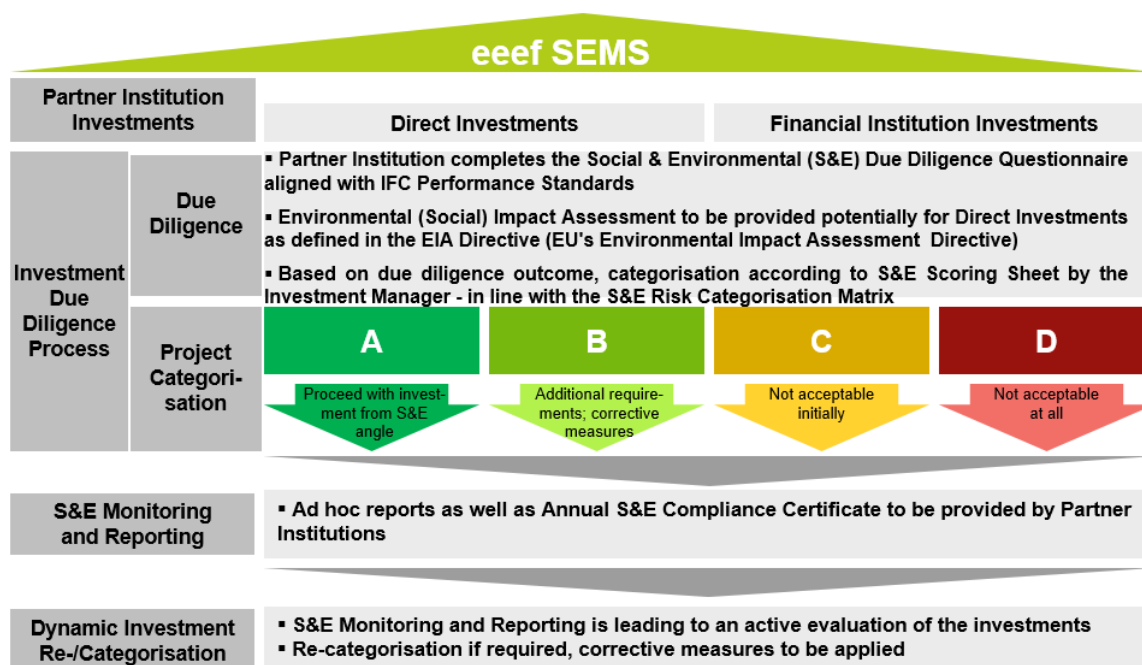 eeef SEMS
Partner Institution
Investments
Direct Investments
Financial Institution Investments
Investment
Due
Diligence
Process
Due
Diligence
▪ Partner Institution completes the Social & Environmental (S&E) Due Diligence Questionnaire
aligned with IFC Performance Standards
▪ Environmental (Social) Impact Assessment to be provided potentially for Direct Investments
as defined in the EIA Directive (EU's Environmental Impact Assessment Directive)
▪ Based on due diligence outcome, categorisation according to S&E Scoring Sheet by the
Investment Manager - in line with the S&E Risk Categorisation Matrix
Project
Categori-
sation
A
B
C
D
Proceed with invest-
ment from S&E
angle
Additional require-
ments; corrective
measures
Not acceptable
initially
Not acceptable
at all
S&E Monitoring
and Reporting
▪ Ad hoc reports as well as Annual S&E Compliance Certificate to be provided by Partner
Institutions
Dynamic Investment
Re-/Categorisation
▪ S&E Monitoring and Reporting is leading to an active evaluation of the investments
▪ Re-categorisation if required, corrective measures to be applied